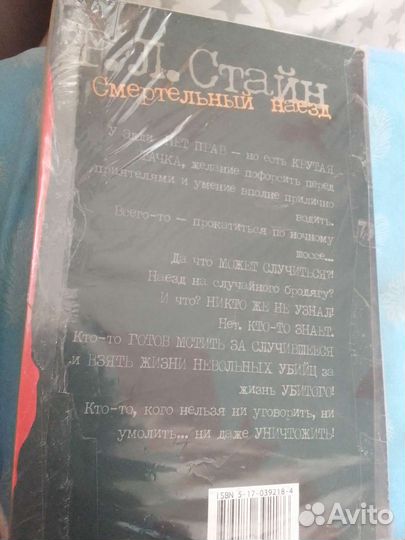 Р.Л. Стайн
Смертельный наезд
У Эдди НЕТ ПРАВ — но есть КРУТАЯ
ТАЧКА, желание пофорсить перед
приятелями и умение вполне прилично
водить.
Всего-то — прокатиться по ночному
шоссе...
Да что МОЖЕТ СЛУЧИТЬСЯ?!
Наезд на случайного бродягу?
И что? НИКТО ЖЕ НЕ УЗНАЛ!
Нет. КТО-ТО ЗНАЕТ.
Кто-то ГОТОВ МСТИТЬ ЗА СЛУЧИВШЕЕСЯ
и ВЗЯТЬ ЖИЗНИ НЕВОЛЬНЫХ УБИЙЦ за
жизнь УБИТОГО!
Кто-то, кого нельзя ни уговорить, ни
умолить... ни даже УНИЧТОЖИТЬ!
ISBN 5-17-039218-4
Avito